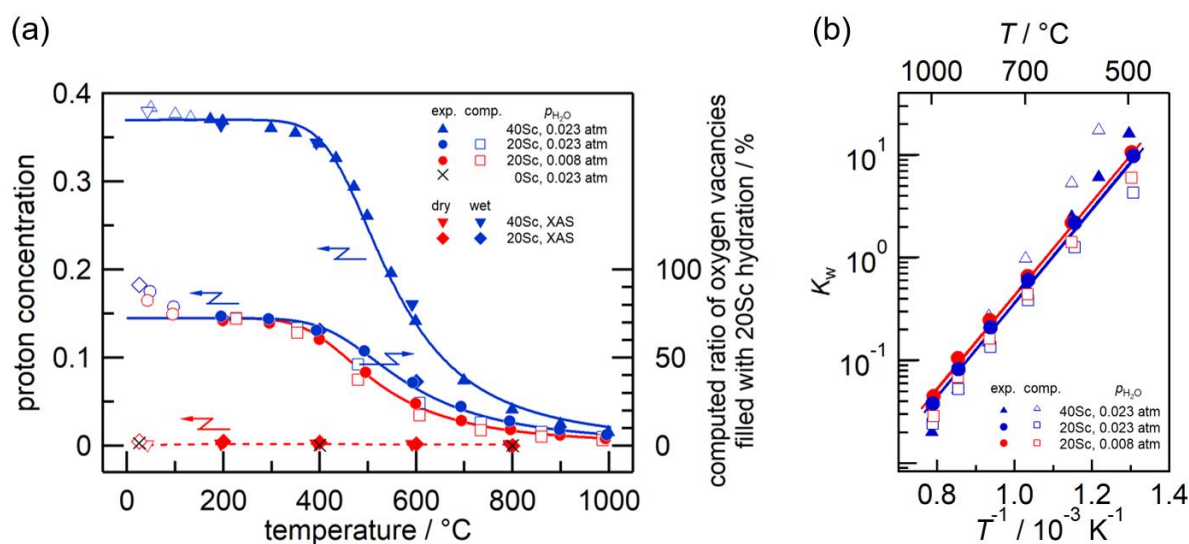 (a)
0.4
0.3
0.2
0.1
0
proton concentration
0 200 400 600 800 1000
temperature / °C
100
50
0
computed ratio of oxygen vacancies
filled with 20Sc hydration / %
exp. comp. pH2O
40Sc, 0.023 atm
20Sc, 0.023 atm
20Sc, 0.008 atm
0Sc, 0.023 atm
dry wet
40Sc, XAS
20Sc, XAS
(b)
T / °C
1000 700 500
10¹
10⁰
10⁻¹
Kw
exp. comp. pH2O
40Sc, 0.023 atm
20Sc, 0.023 atm
20Sc, 0.008 atm
0.8 1.0 1.2 1.4
T⁻¹ / 10⁻³ K⁻¹